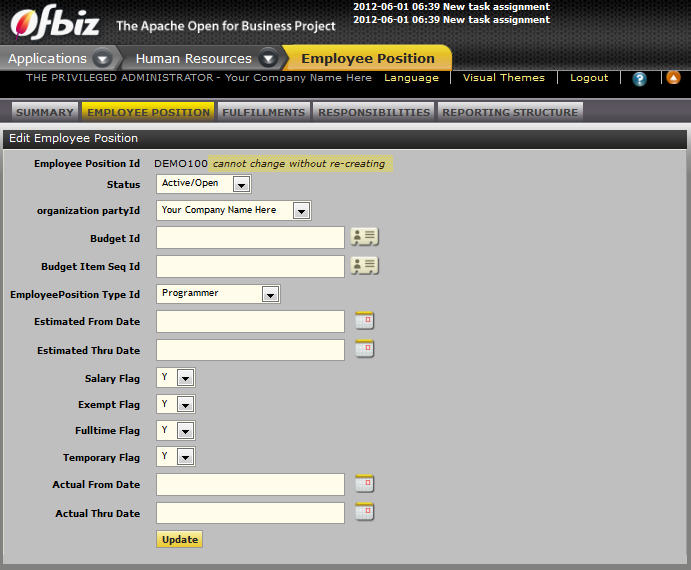 Ofbiz The Apache Open for Business Project
2012-06-01 06:39 New task assignment
2012-06-01 06:39 New task assignment
Applications Human Resources Employee Position
THE PRIVILEGED ADMINISTRATOR - Your Company Name Here Language Visual Themes Logout ?
SUMMARY EMPLOYEE POSITION FULFILLMENTS RESPONSIBILITIES REPORTING STRUCTURE
Edit Employee Position
Employee Position Id DEMO100 cannot change without re-creating
Status Active/Open
organization partyId Your Company Name Here
Budget Id
Budget Item Seq Id
EmployeePosition Type Id Programmer
Estimated From Date
Estimated Thru Date
Salary Flag Y
Exempt Flag Y
Fulltime Flag Y
Temporary Flag Y
Actual From Date
Actual Thru Date
Update